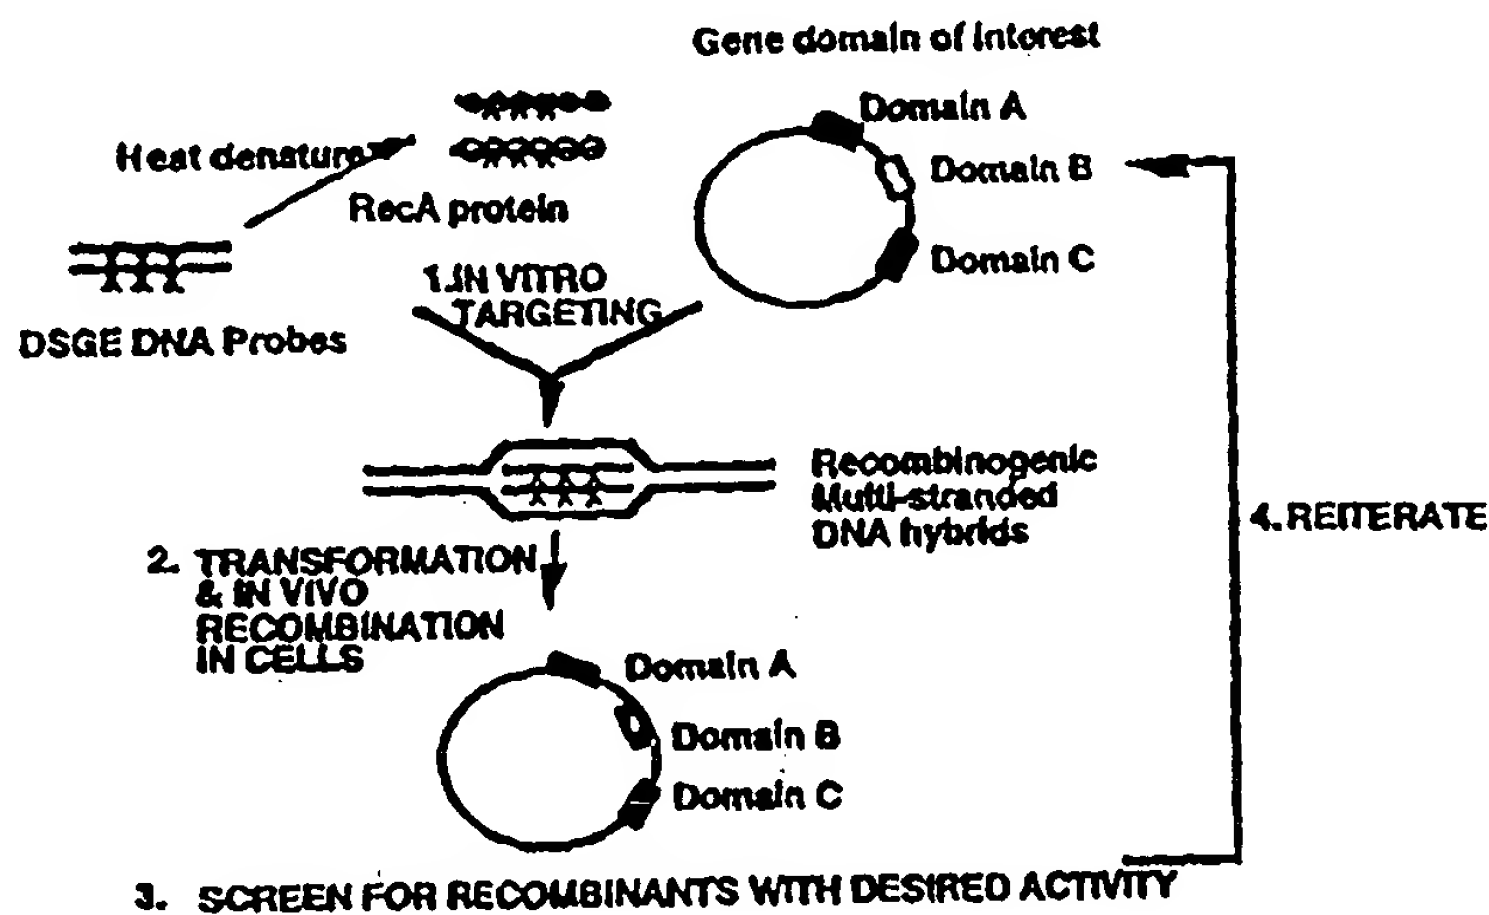 Gene domain of interest
Domain A
Heat denature
Domain B
RecA protein
Domain C
1. IN VITRO
TARGETING
DSGE DNA Probes
Recombinogenic
Multi-stranded
DNA hybrids
4. REITERATE
2. TRANSFORMATION
& IN VIVO
RECOMBINATION
IN CELLS
Domain A
Domain B
Domain C
3. SCREEN FOR RECOMBINANTS WITH DESIRED ACTIVITY